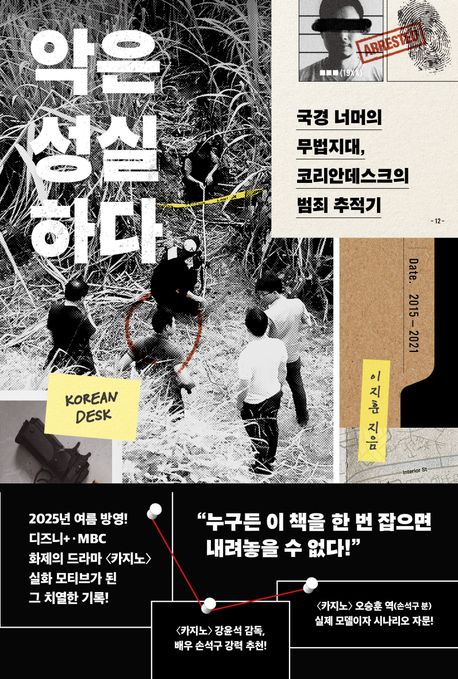 악은
성실
하다
■■■ (19XX)
ARRESTED
국경 너머의
무법지대,
코리안데스크의
범죄 추적기
- 12 -
Date. 2015 – 2021
이지훈 지음
KOREAN
DESK
Interior St
2025년 여름 방영!
디즈니+·MBC
화제의 드라마 〈카지노〉
실화 모티브가 된
그 치열한 기록!
“누구든 이 책을 한 번 잡으면
내려놓을 수 없다!”
〈카지노〉 강윤석 감독,
배우 손석구 강력 추천!
〈카지노〉 오승훈 역(손석구 분)
실제 모델이자 시나리오 자문!